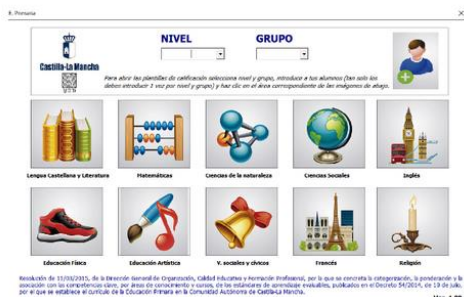 E. Primaria
NIVEL
GRUPO
Castilla-La Mancha
Para abrir las plantillas de calificación selecciona nivel y grupo, introduce a tus alumnos (tan solo los
debes introducir 1 vez por nivel y grupo) y haz clic en el área correspondiente de las imágenes de abajo.
Lengua Castellana y Literatura
Matemáticas
Ciencias de la naturaleza
Ciencias Sociales
Inglés
Educación Física
Educación Artística
V. sociales y cívicos
Francés
Religión
Resolución de 11/03/2015, de la Dirección General de Organización, Calidad Educativa y Formación Profesional, por la que se concreta la categorización, la ponderación y la
asociación con las competencias clave, por áreas de conocimiento y cursos, de los estándares de aprendizaje evaluables, publicados en el Decreto 54/2014, de 10 de julio,
por el que se establece el currículo de la Educación Primaria en la Comunidad Autónoma de Castilla-La Mancha.